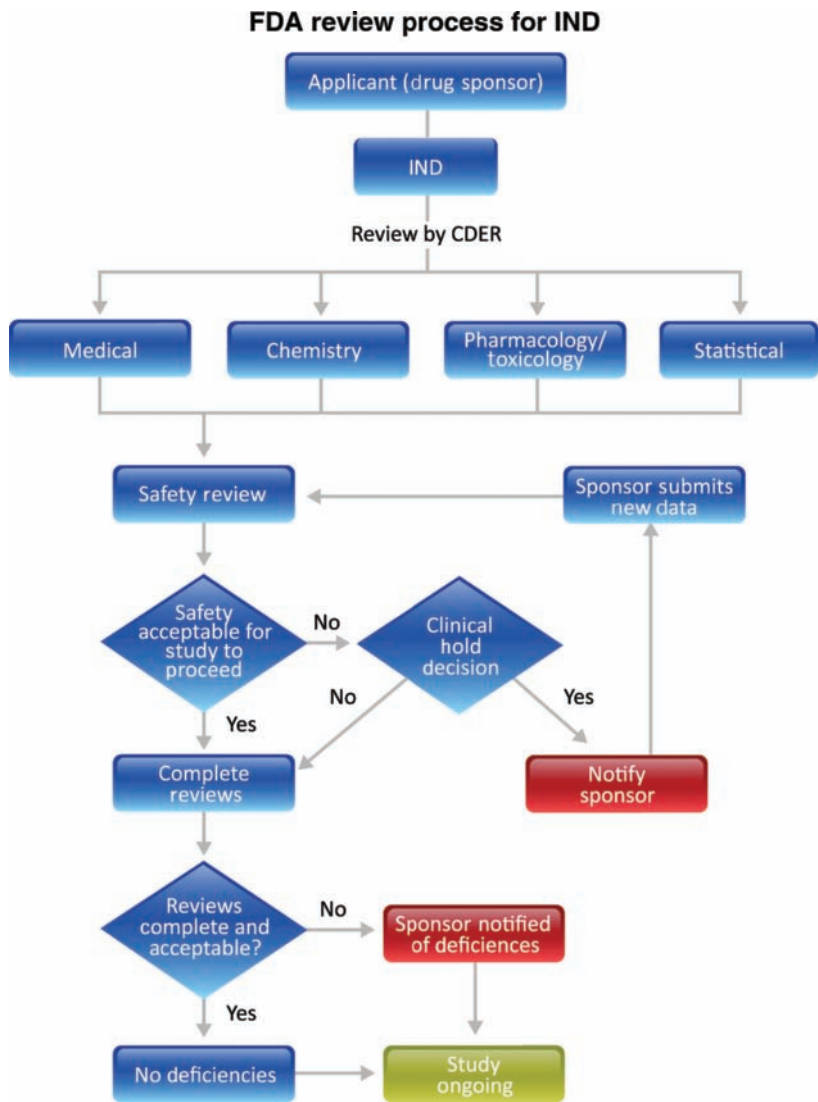 FDA review process for IND
Applicant (drug sponsor)
IND
Review by CDER
Medical
Chemistry
Pharmacology/
toxicology
Statistical
Safety review
Sponsor submits
new data
Safety
acceptable for
study to
proceed
No
Clinical
hold
decision
Yes
No
Yes
Complete
reviews
Notify
sponsor
Reviews
complete and
acceptable?
No
Sponsor notified
of deficiences
Yes
No deficiencies
Study
ongoing